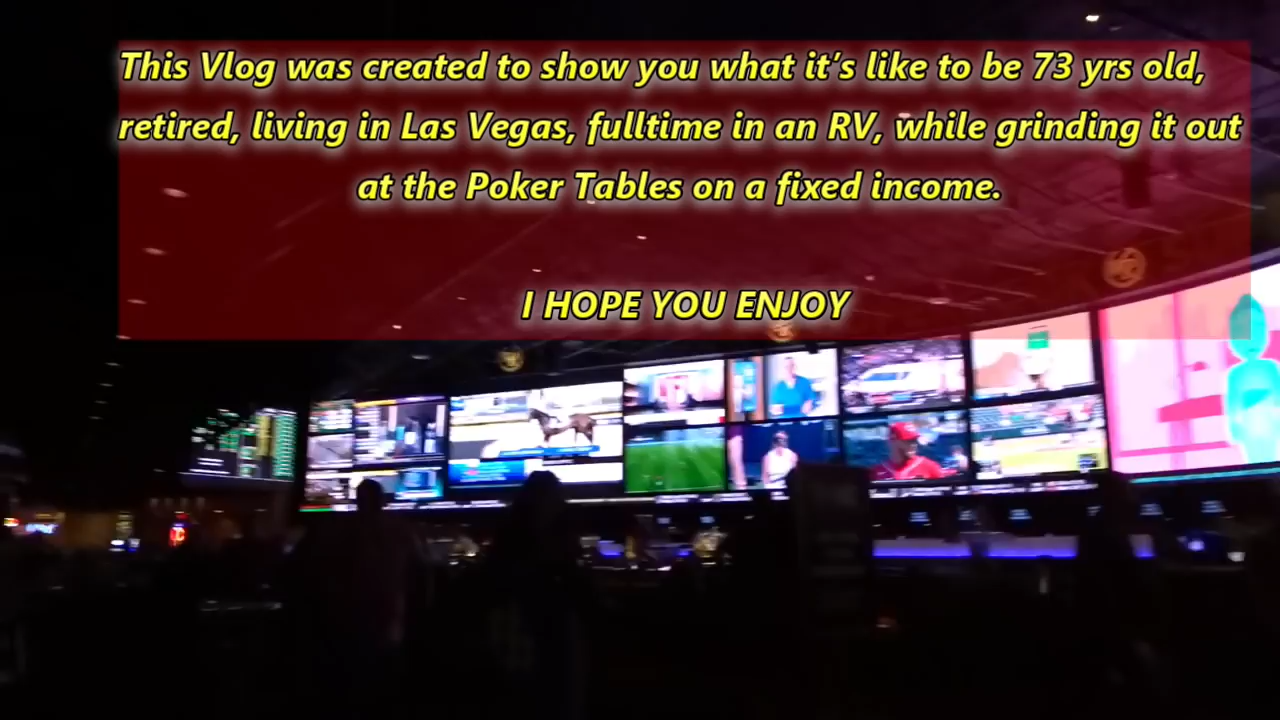 This Vlog was created to show you what it’s like to be 73 yrs old,
retired, living in Las Vegas, fulltime in an RV, while grinding it out
at the Poker Tables on a fixed income.
I HOPE YOU ENJOY